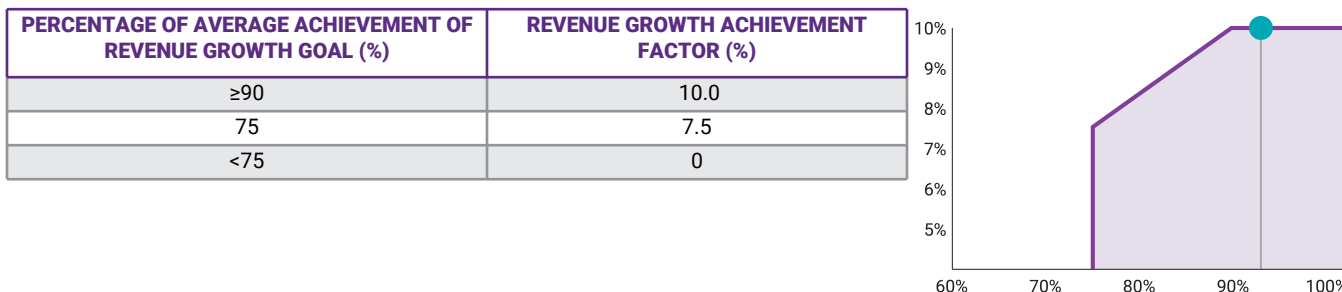 PERCENTAGE OF AVERAGE ACHIEVEMENT OF
REVENUE GROWTH GOAL (%)
REVENUE GROWTH ACHIEVEMENT
FACTOR (%)
≥90 10.0
75 7.5
<75 0
10%
9%
8%
7%
6%
5%
60% 70% 80% 90% 100%